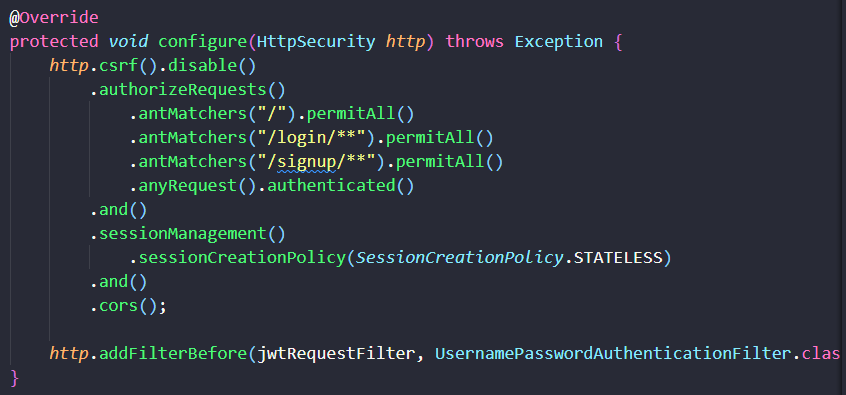 @Override
protected void configure(HttpSecurity http) throws Exception {
    http.csrf().disable()
        .authorizeRequests()
            .antMatchers("/").permitAll()
            .antMatchers("/login/**").permitAll()
            .antMatchers("/signup/**").permitAll()
            .anyRequest().authenticated()
        .and()
        .sessionManagement()
            .sessionCreationPolicy(SessionCreationPolicy.STATELESS)
        .and()
        .cors();
    http.addFilterBefore(jwtRequestFilter, UsernamePasswordAuthenticationFilter.clas
}